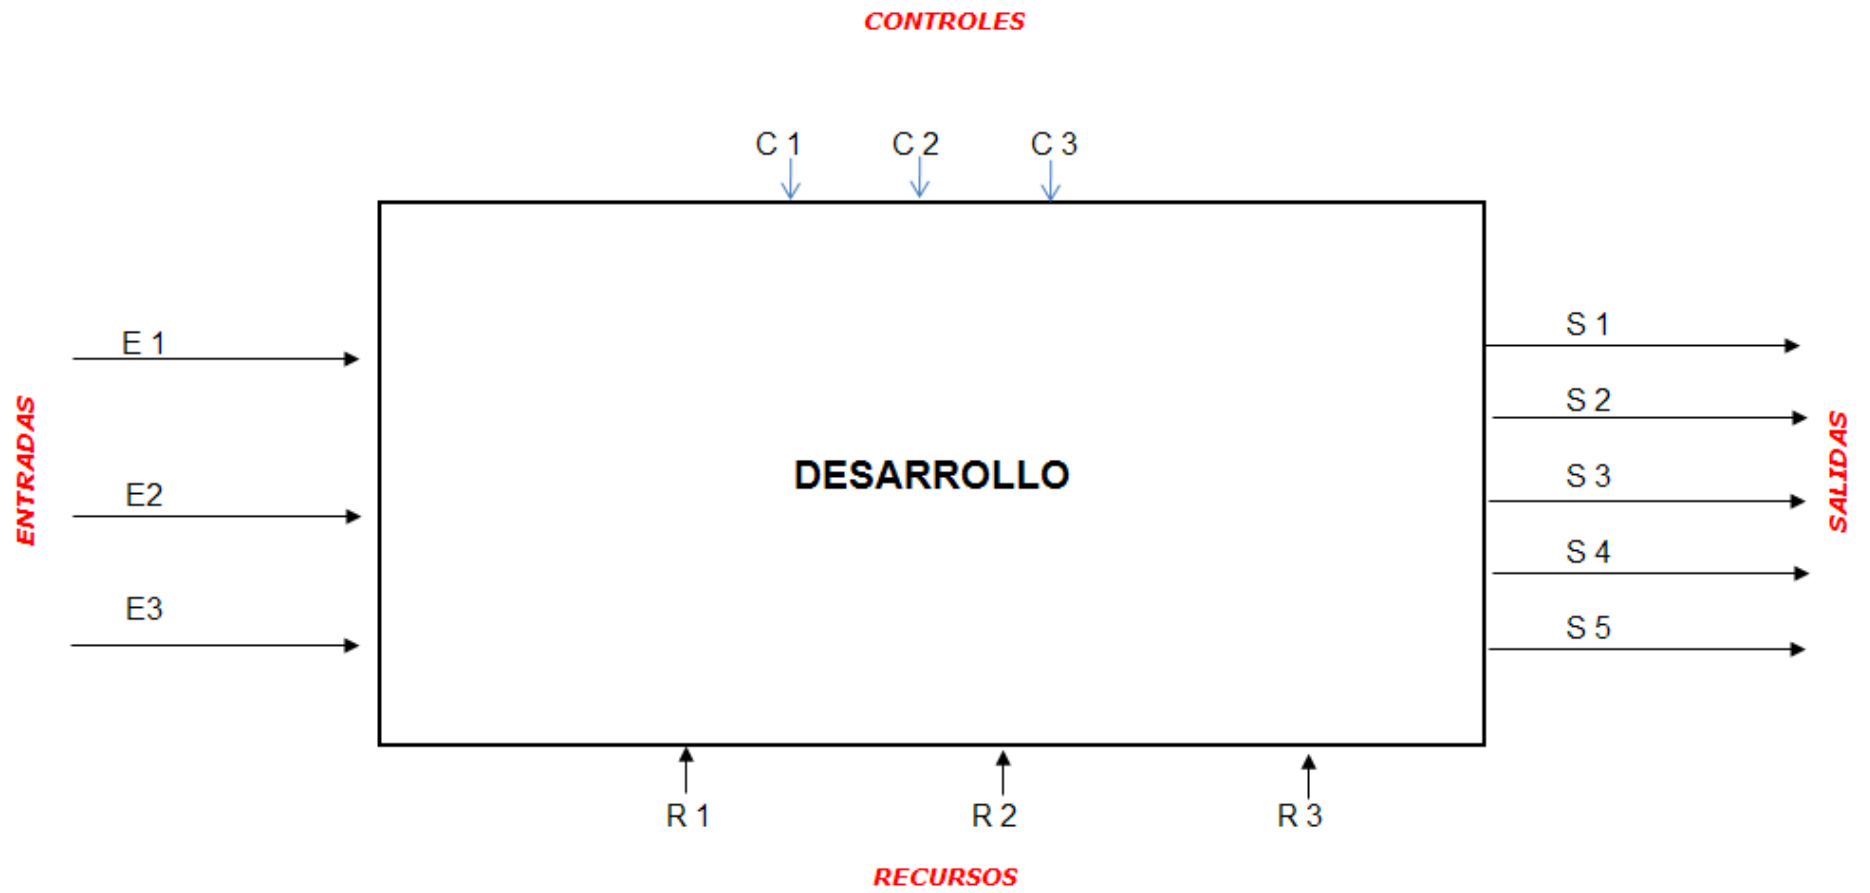 CONTROLES
C 1
C 2
C 3
ENTRADAS
E 1
E2
E3
DESARROLLO
S 1
S 2
S 3
S 4
S 5
SALIDAS
R 1
R 2
R 3
RECURSOS